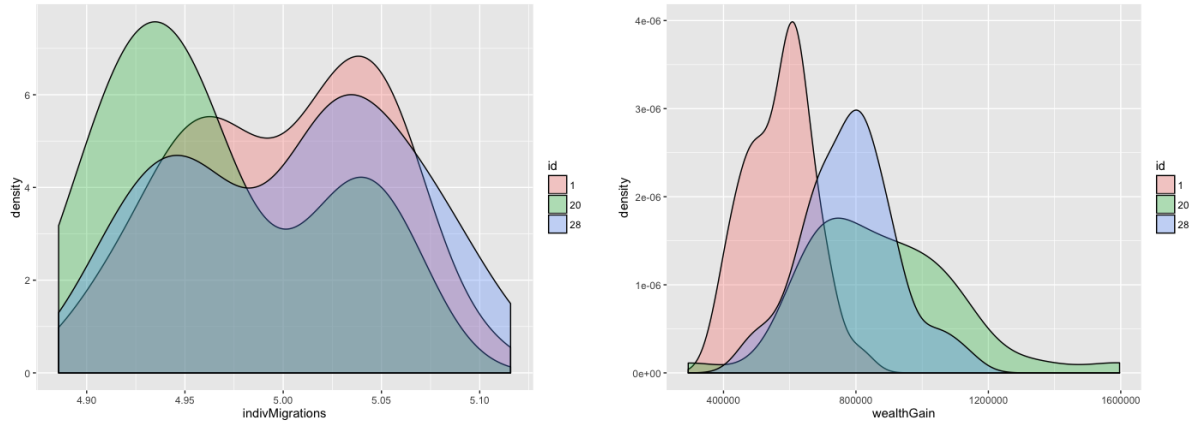 density
6
4
2
0
4.90
4.95
5.00
5.05
5.10
indivMigrations
id
1
20
28
density
4e-06
3e-06
2e-06
1e-06
0e+00
400000
800000
1200000
1600000
wealthGain
id
1
20
28